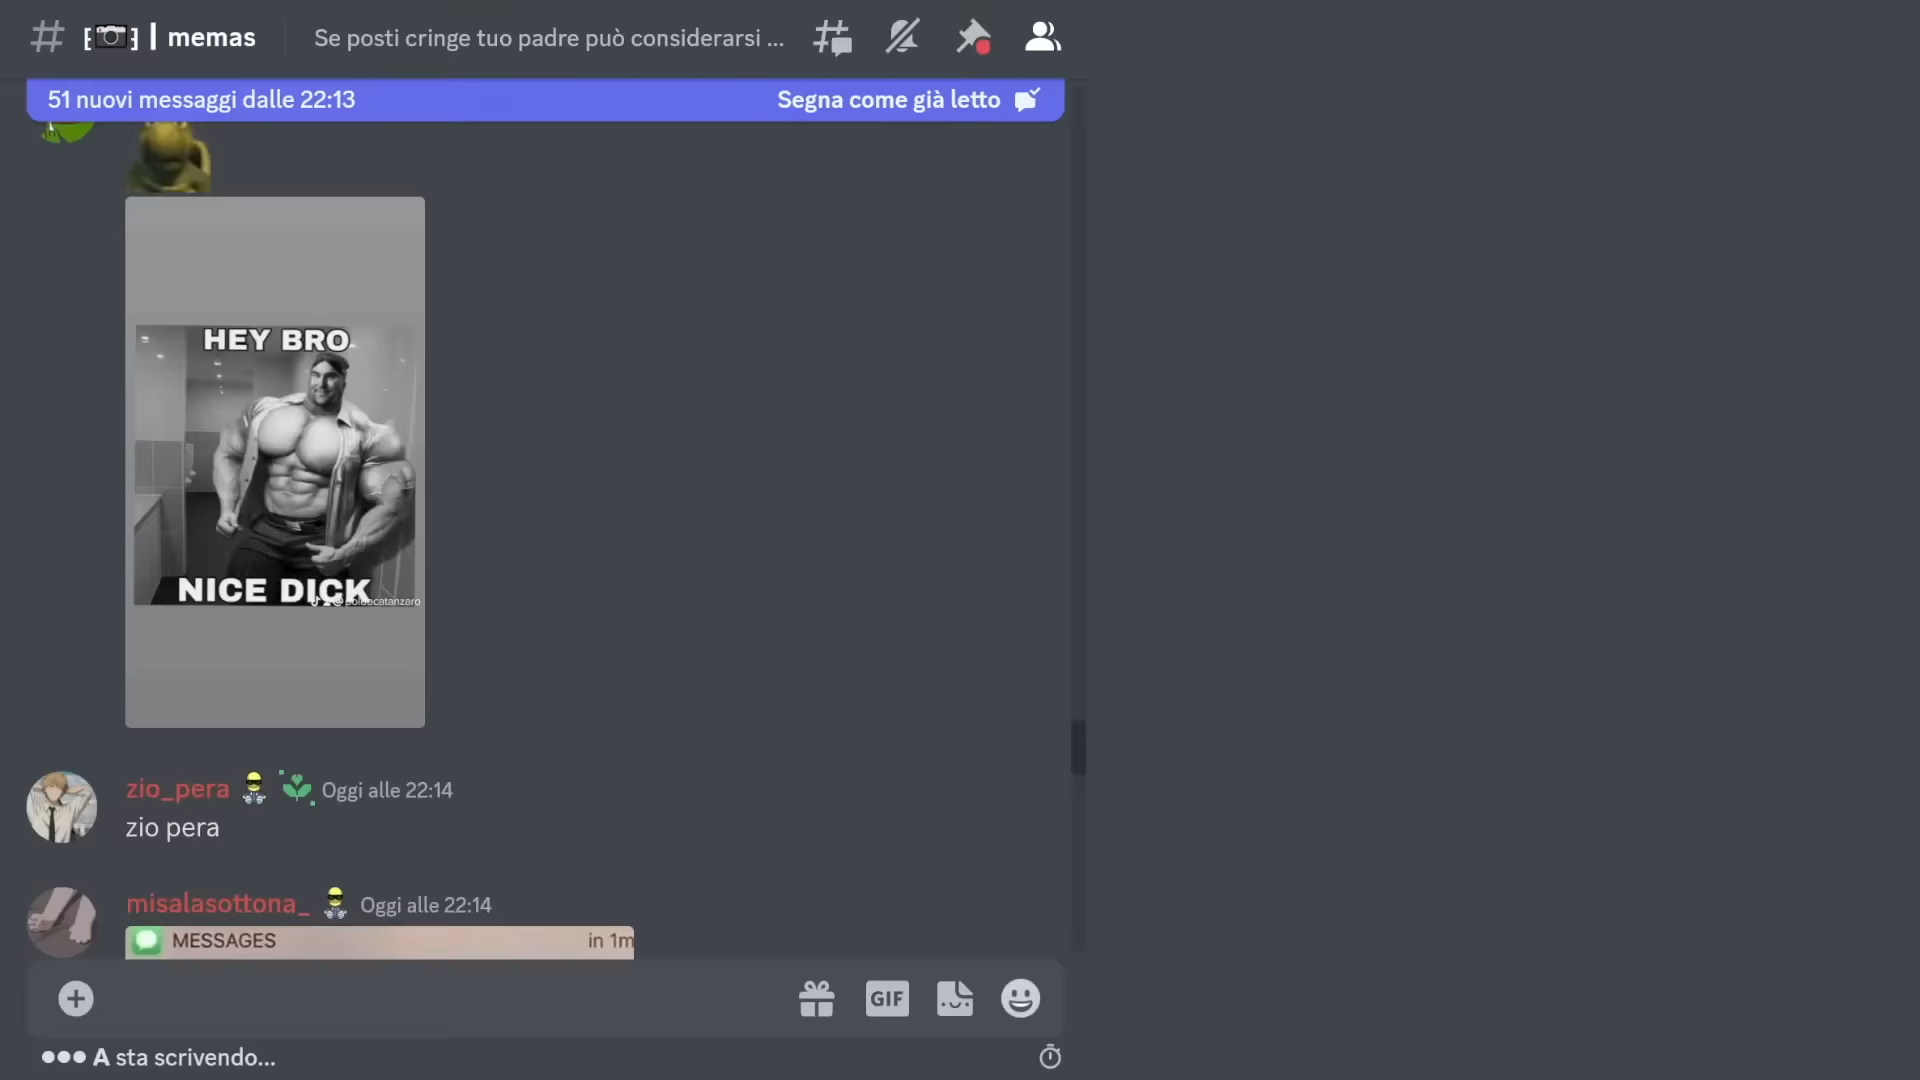 [📷] | memas
Se posti cringe tuo padre può considerarsi ...
51 nuovi messaggi dalle 22:13
Segna come già letto
HEY BRO
NICE DICK
zio_pera Oggi alle 22:14
zio pera
misalasottona_ Oggi alle 22:14
MESSAGES
in 1m
GIF
A sta scrivendo...